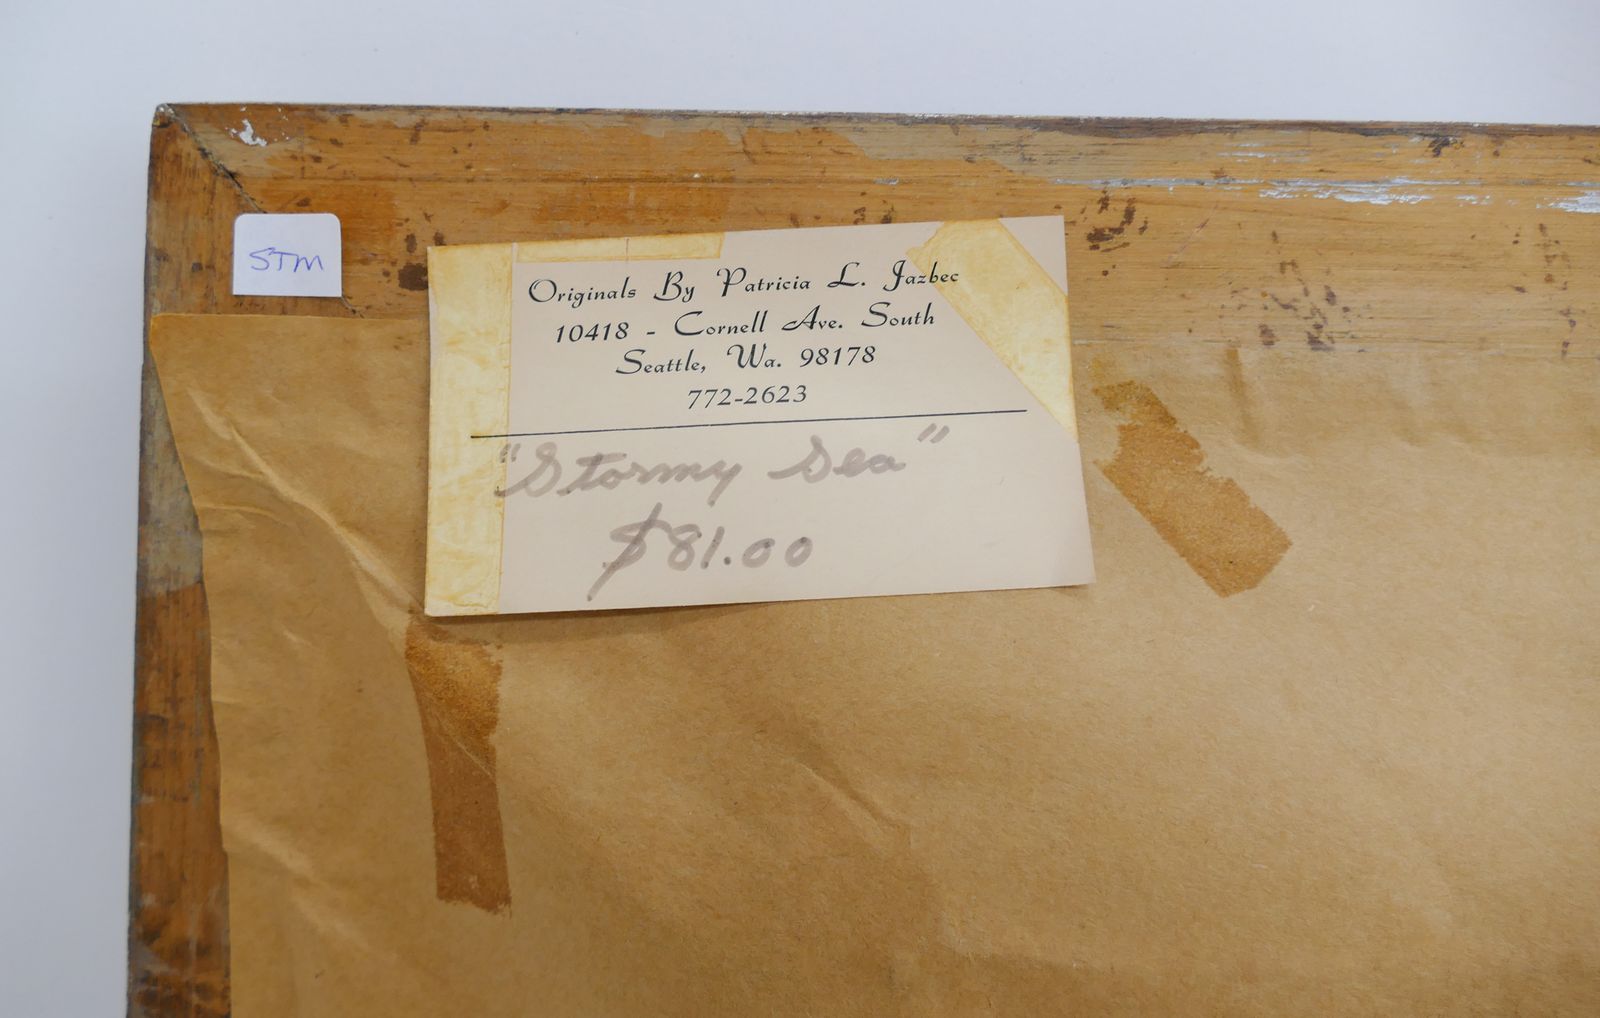 STM
Originals By Patricia L. Jazbec
10418 - Cornell Ave. South
Seattle, Wa. 98178
772-2623
"Stormy Sea"
$81.00